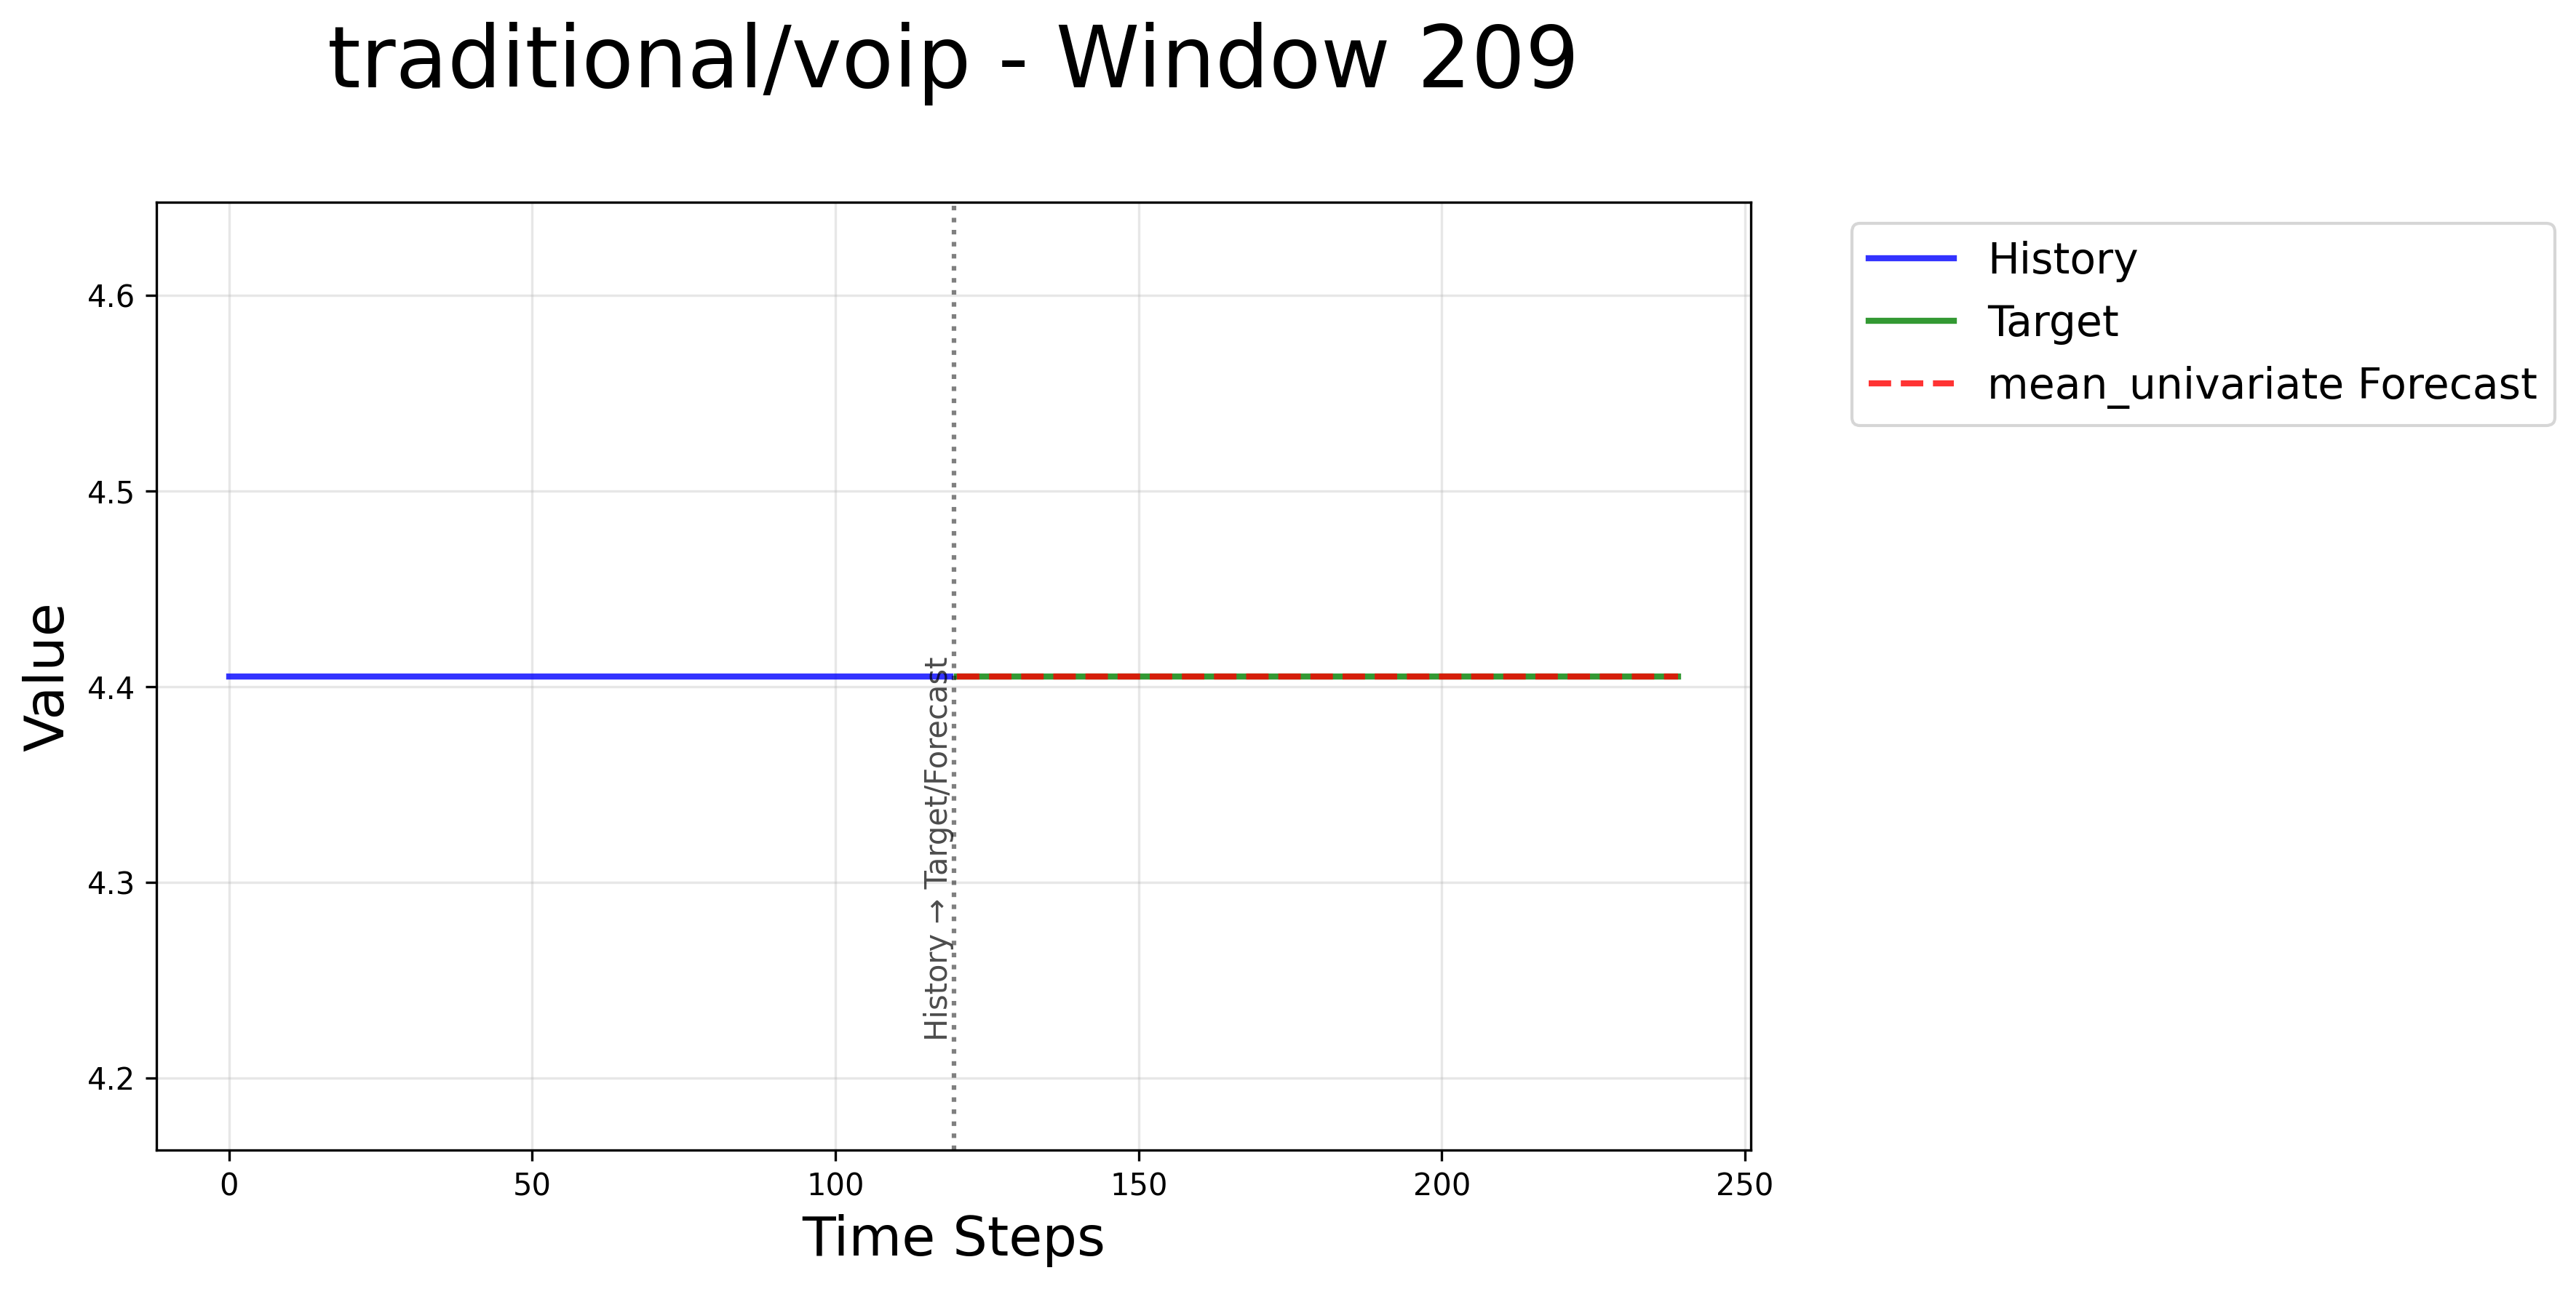 traditional/voip - Window 209
History
Target
mean_univariate Forecast
4.6
4.5
4.4
4.3
4.2
Value
History → Target/Forecast
0 50 100 150 200 250
Time Steps